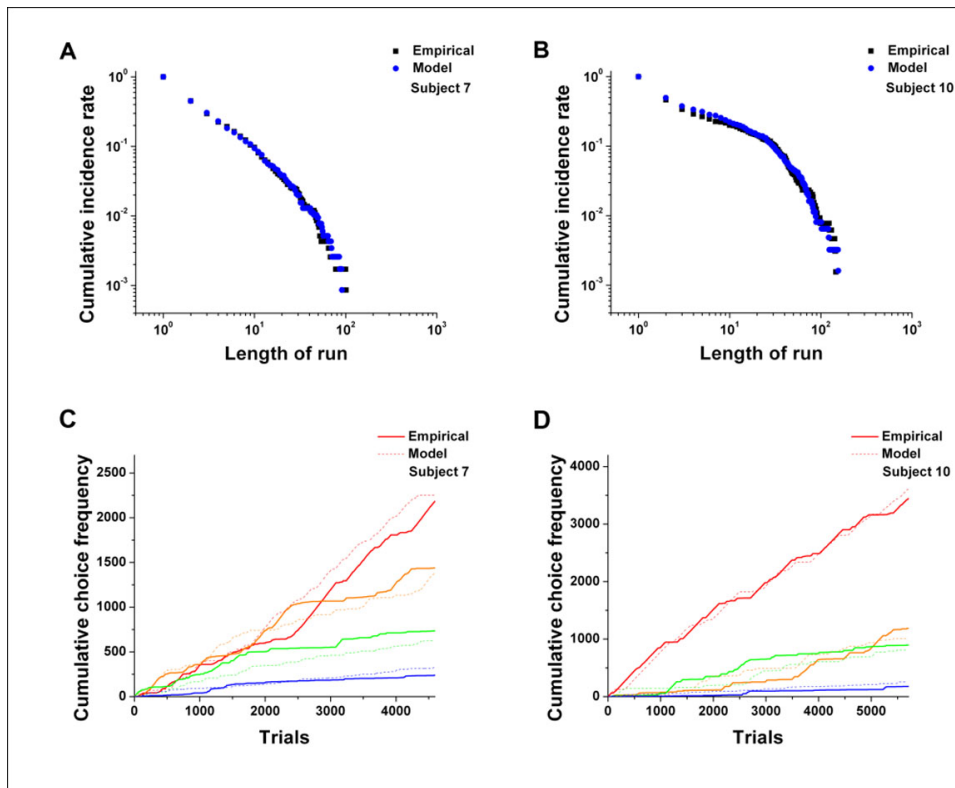 A
Empirical
Model
Subject 7
10^0
10^-1
10^-2
10^-3
Cumulative incidence rate
10^0 10^1 10^2 10^3
Length of run
B
Empirical
Model
Subject 10
10^0
10^-1
10^-2
10^-3
Cumulative incidence rate
10^0 10^1 10^2 10^3
Length of run
C
Empirical
Model
Subject 7
2500
2000
1500
1000
500
0
Cumulative choice frequency
0 1000 2000 3000 4000
Trials
D
Empirical
Model
Subject 10
4000
3000
2000
1000
0
Cumulative choice frequency
0 1000 2000 3000 4000 5000
Trials